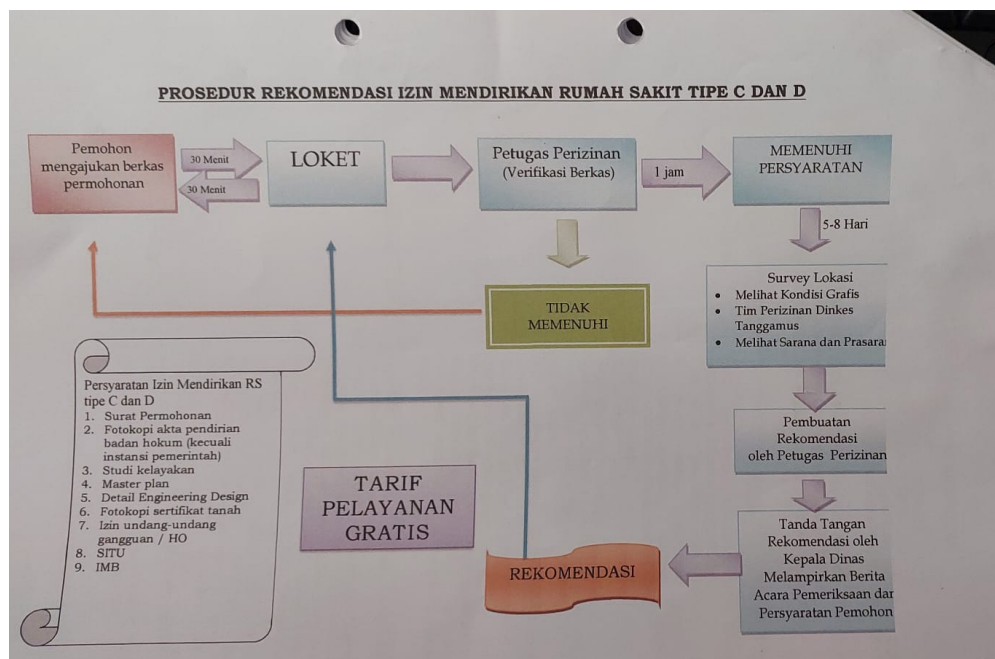 PROSEDUR REKOMENDASI IZIN MENDIRIKAN RUMAH SAKIT TIPE C DAN D
Pemohon
mengajukan berkas
permohonan
30 Menit
30 Menit
LOKET
Petugas Perizinan
(Verifikasi Berkas)
1 jam
MEMENUHI
PERSYARATAN
5-8 Hari
TIDAK
MEMENUHI
Survey Lokasi
• Melihat Kondisi Grafis
• Tim Perizinan Dinkes
Tanggamus
• Melihat Sarana dan Prasara
Pembuatan
Rekomendasi
oleh Petugas Perizinan
Tanda Tangan
Rekomendasi oleh
Kepala Dinas
Melampirkan Berita
Acara Pemeriksaan dan
Persyaratan Pemohon
REKOMENDASI
TARIF
PELAYANAN
GRATIS
Persyaratan Izin Mendirikan RS
tipe C dan D
1. Surat Permohonan
2. Fotokopi akta pendirian
badan hokum (kecuali
instansi pemerintah)
3. Studi kelayakan
4. Master plan
5. Detail Engineering Design
6. Fotokopi sertifikat tanah
7. Izin undang-undang
gangguan / HO
8. SITU
9. IMB